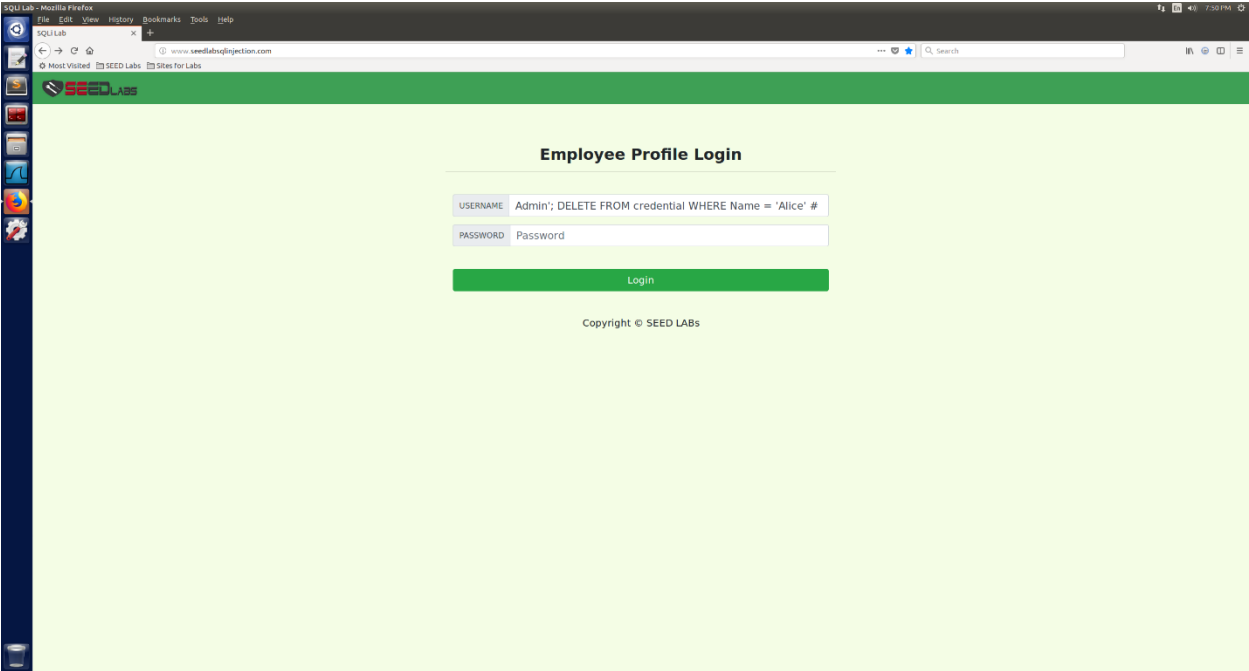 SQLi Lab - Mozilla Firefox
En 7:50 PM
File Edit View History Bookmarks Tools Help
SQLi Lab × +
www.seedlabsqlinjection.com
Search
Most Visited SEED Labs Sites for Labs
SEEDLABS
Employee Profile Login
USERNAME Admin'; DELETE FROM credential WHERE Name = 'Alice' #
PASSWORD Password
Login
Copyright © SEED LABs